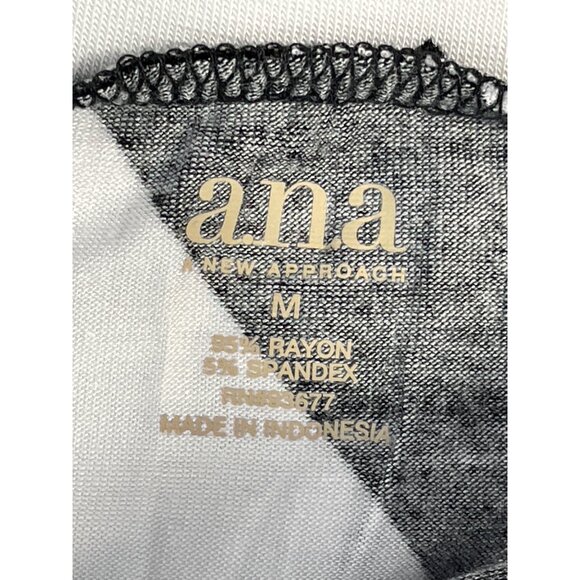 a.n.a
A NEW APPROACH
M
95% RAYON
5% SPANDEX
RN#93677
MADE IN INDONESIA